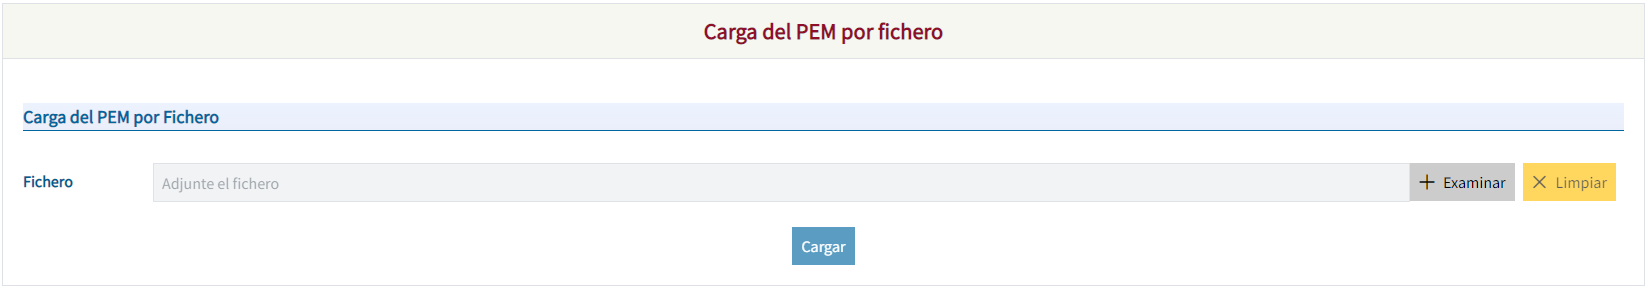 Carga del PEM por fichero
Carga del PEM por Fichero
Fichero Adjunte el fichero Examinar Limpiar
Cargar